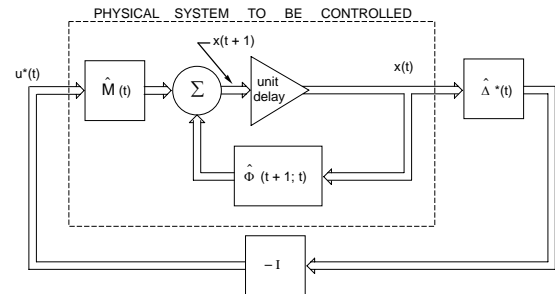 PHYSICAL SYSTEM TO BE CONTROLLED
x(t + 1)
u*(t)
M̂ (t)
Σ
unit
delay
x(t)
Δ̂ *(t)
Φ̂ (t + 1; t)
− I